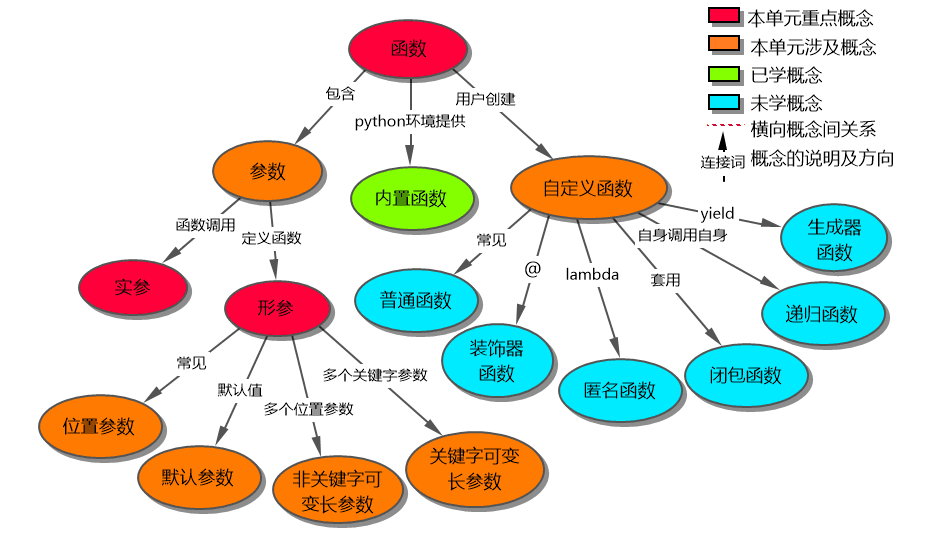 函数
本单元重点概念
本单元涉及概念
已学概念
未学概念
横向概念间关系
连接词
概念的说明及方向
包含
python环境提供
用户创建
参数
内置函数
自定义函数
函数调用
定义函数
常见
@
lambda
套用
自身调用自身
yield
生成器
函数
实参
形参
普通函数
装饰器
函数
匿名函数
闭包函数
递归函数
常见
默认值
多个位置参数
多个关键字参数
位置参数
默认参数
非关键字可
变长参数
关键字可变
长参数